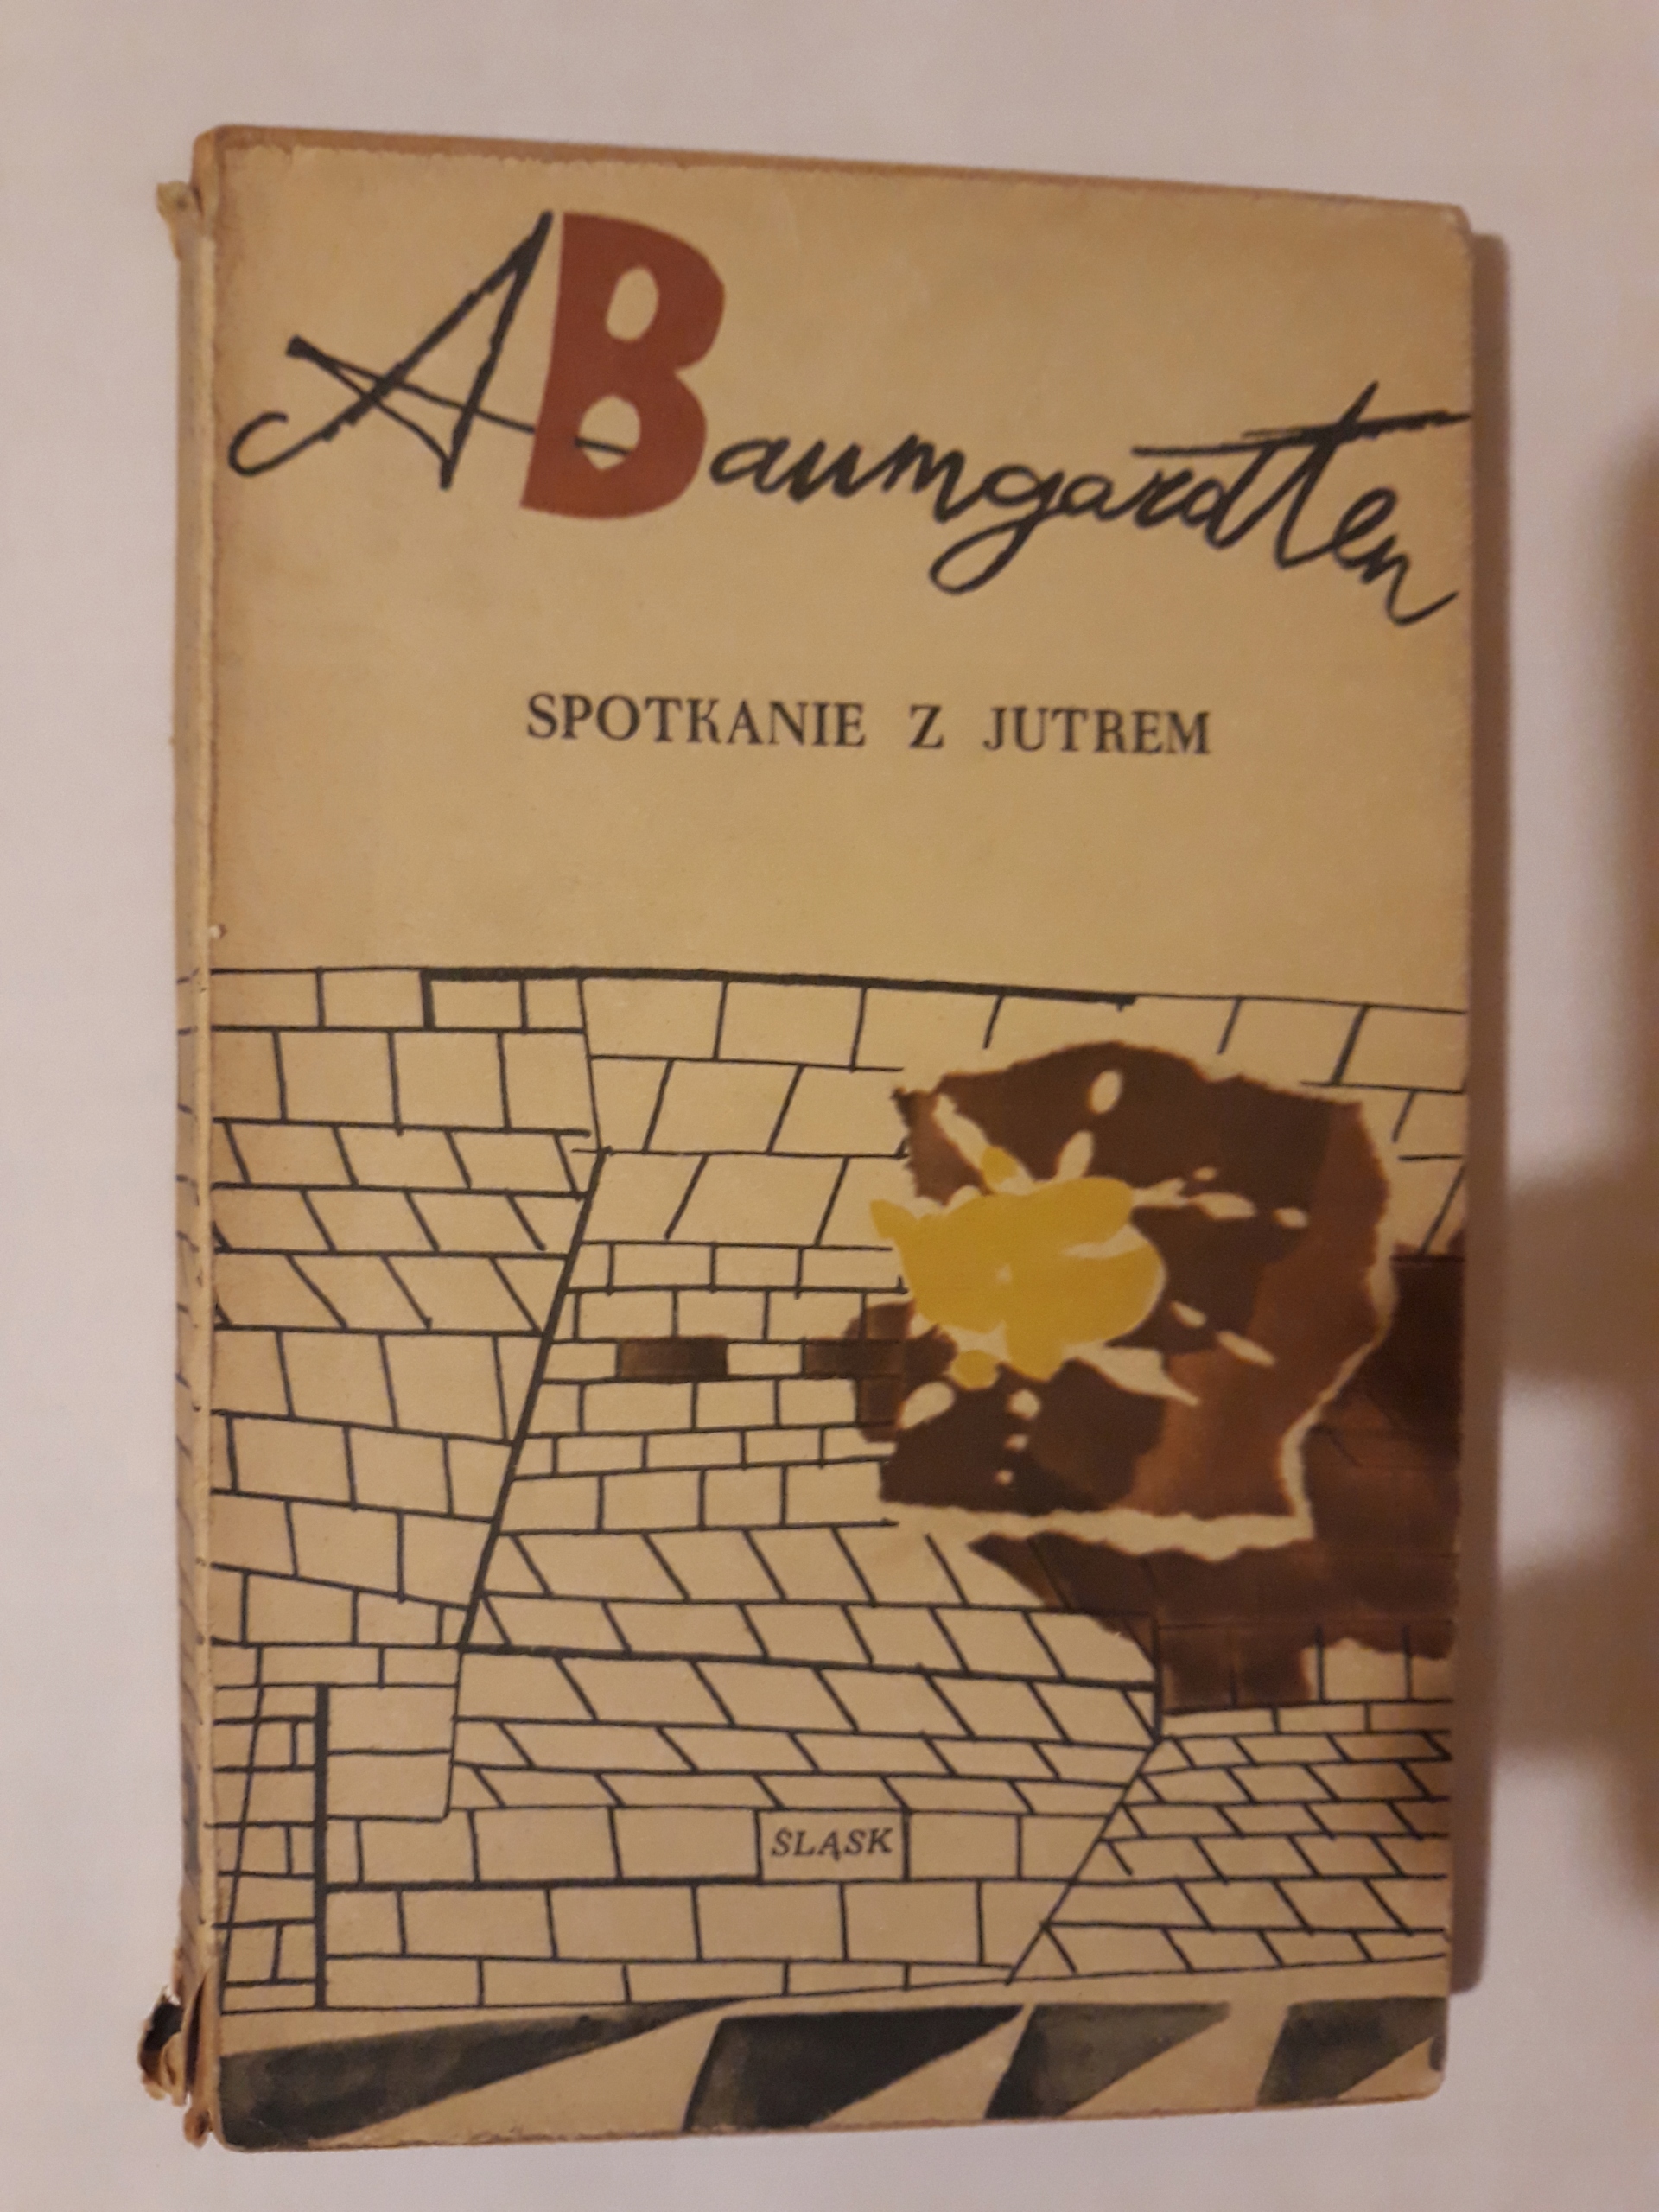 A Baumgardten
SPOTKANIE Z JUTREM
ŚLĄSK